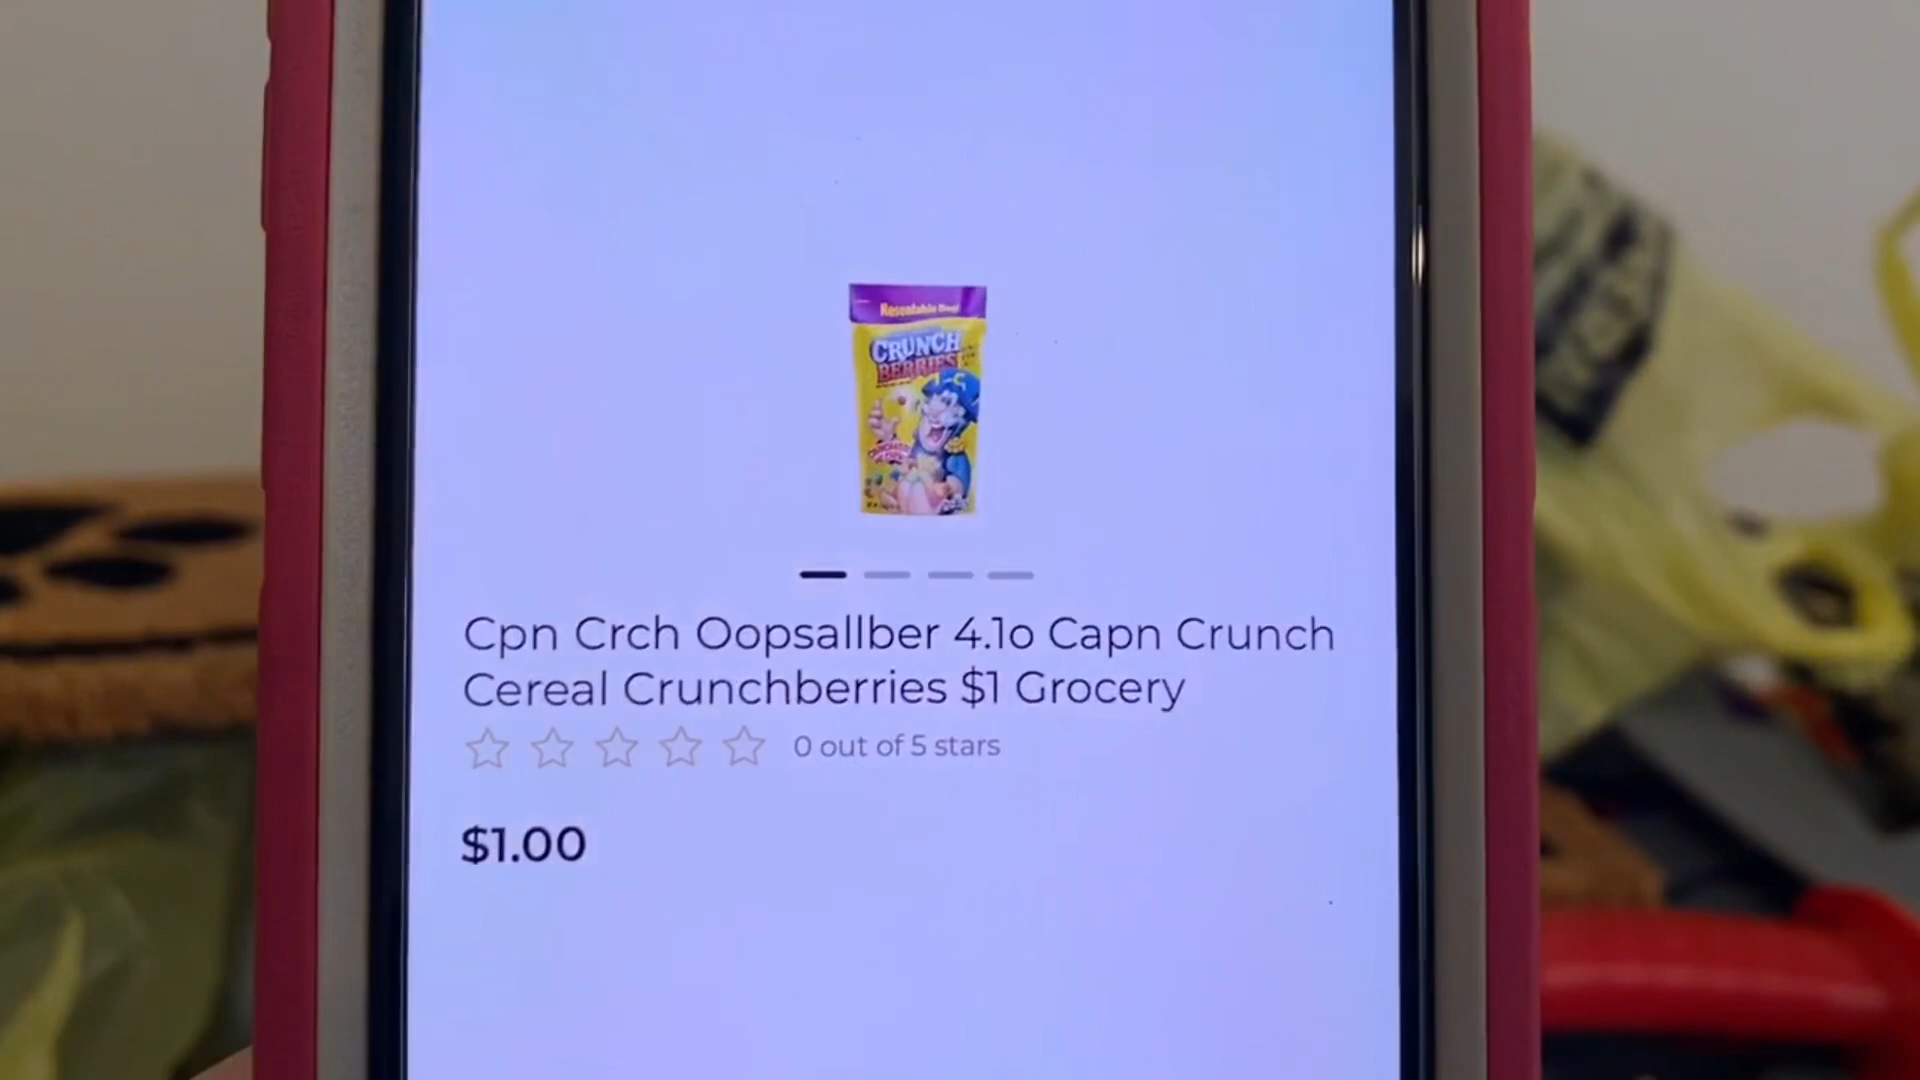 Resealable Bag!
CRUNCH
BERRIES
Cpn Crch Oopsallber 4.1o Capn Crunch
Cereal Crunchberries $1 Grocery
0 out of 5 stars
$1.00